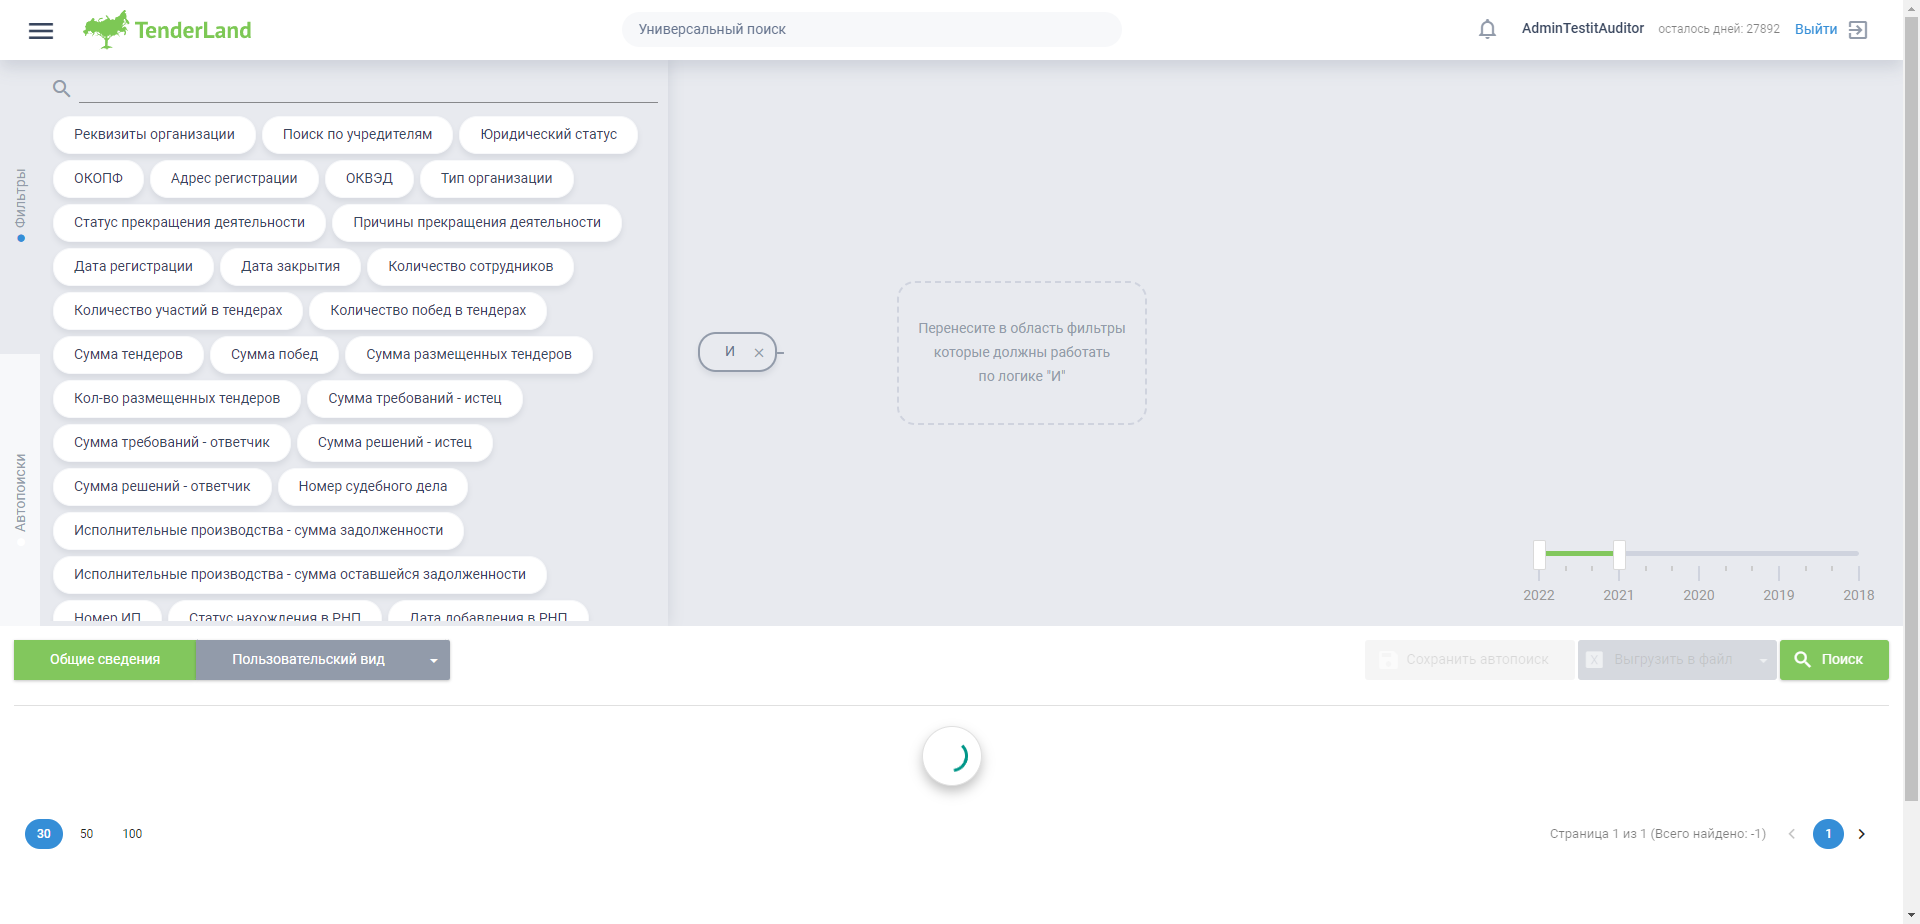 TenderLand
Универсальный поиск
AdminTestitAuditor
осталось дней: 27892
Выйти
Фильтры
Автопоиски
Реквизиты организации
Поиск по учредителям
Юридический статус
ОКОПФ
Адрес регистрации
ОКВЭД
Тип организации
Статус прекращения деятельности
Причины прекращения деятельности
Дата регистрации
Дата закрытия
Количество сотрудников
Количество участий в тендерах
Количество побед в тендерах
Сумма тендеров
Сумма побед
Сумма размещенных тендеров
Кол-во размещенных тендеров
Сумма требований - истец
Сумма требований - ответчик
Сумма решений - истец
Сумма решений - ответчик
Номер судебного дела
Исполнительные производства - сумма задолженности
Исполнительные производства - сумма оставшейся задолженности
Номер ИП
Статус нахождения в РНП
Дата добавления в РНП
И
Перенесите в область фильтры
которые должны работать
по логике "И"
2022
2021
2020
2019
2018
Общие сведения
Пользовательский вид
Сохранить автопоиск
Выгрузить в файл
Поиск
30
50
100
Страница 1 из 1 (Всего найдено: -1)
1